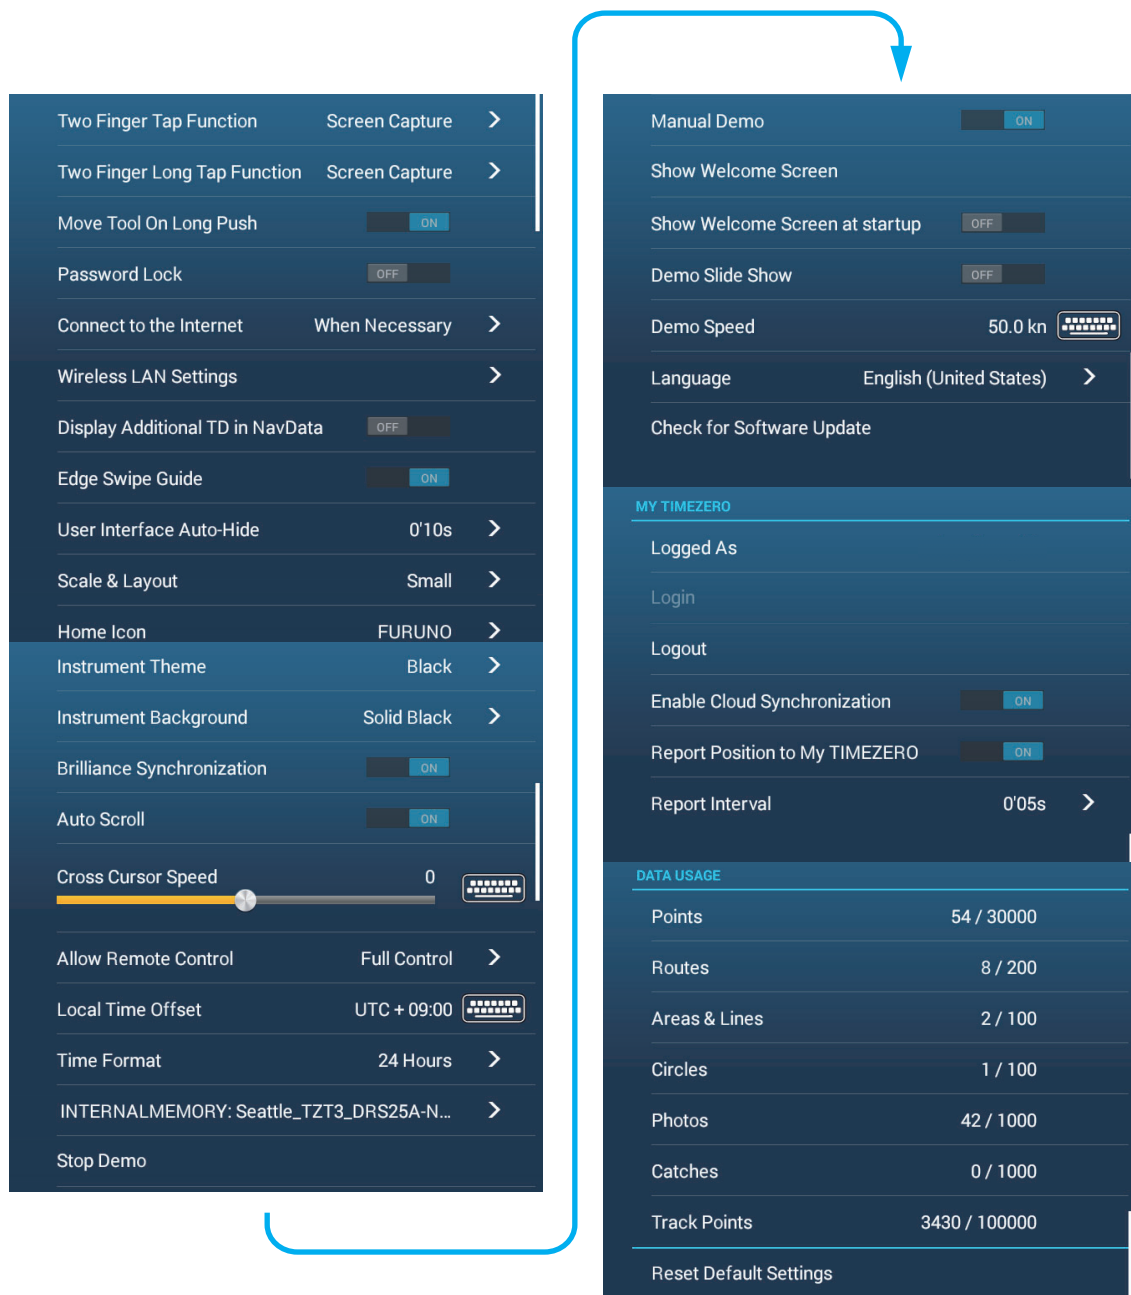 Two Finger Tap Function Screen Capture
Two Finger Long Tap Function Screen Capture
Move Tool On Long Push ON
Password Lock OFF
Connect to the Internet When Necessary
Wireless LAN Settings
Display Additional TD in NavData OFF
Edge Swipe Guide ON
User Interface Auto-Hide 0'10s
Scale & Layout Small
Home Icon FURUNO
Instrument Theme Black
Instrument Background Solid Black
Brilliance Synchronization ON
Auto Scroll ON
Cross Cursor Speed 0
Allow Remote Control Full Control
Local Time Offset UTC + 09:00
Time Format 24 Hours
INTERNALMEMORY: Seattle_TZT3_DRS25A-N...
Stop Demo
Manual Demo ON
Show Welcome Screen
Show Welcome Screen at startup OFF
Demo Slide Show OFF
Demo Speed 50.0 kn
Language English (United States)
Check for Software Update
MY TIMEZERO
Logged As
Login
Logout
Enable Cloud Synchronization ON
Report Position to My TIMEZERO ON
Report Interval 0'05s
DATA USAGE
Points 54 / 30000
Routes 8 / 200
Areas & Lines 2 / 100
Circles 1 / 100
Photos 42 / 1000
Catches 0 / 1000
Track Points 3430 / 100000
Reset Default Settings